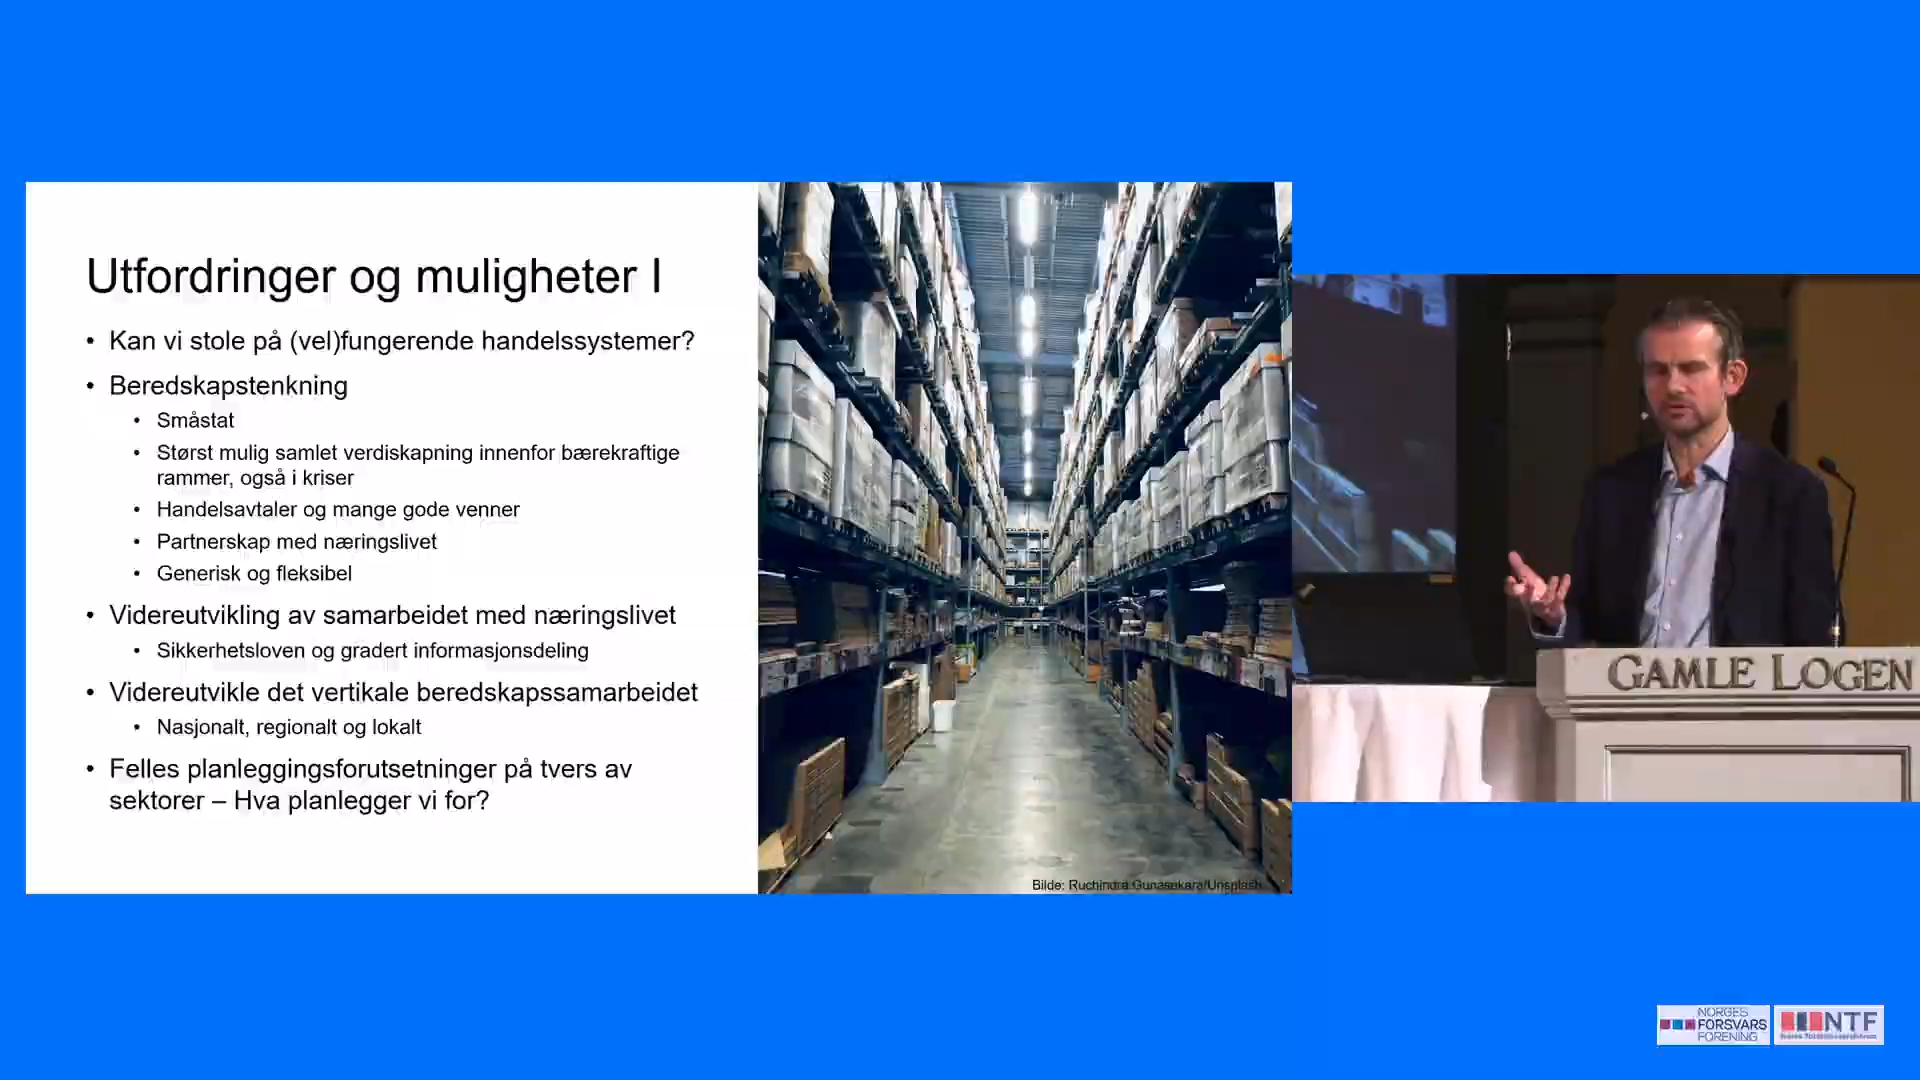 Utfordringer og muligheter I
• Kan vi stole på (vel)fungerende handelssystemer?
• Beredskapstenkning
• Småstat
• Størst mulig samlet verdiskapning innenfor bærekraftige
rammer, også i kriser
• Handelsavtaler og mange gode venner
• Partnerskap med næringslivet
• Generisk og fleksibel
• Videreutvikling av samarbeidet med næringslivet
• Sikkerhetsloven og gradert informasjonsdeling
• Videreutvikle det vertikale beredskapssamarbeidet
• Nasjonalt, regionalt og lokalt
• Felles planleggingsforutsetninger på tvers av
sektorer – Hva planlegger vi for?
Bilde: Ruchindra Gunasekara/Unsplash
GAMLE LOGEN
NORGES
FORSVARS
FORENING
NTF